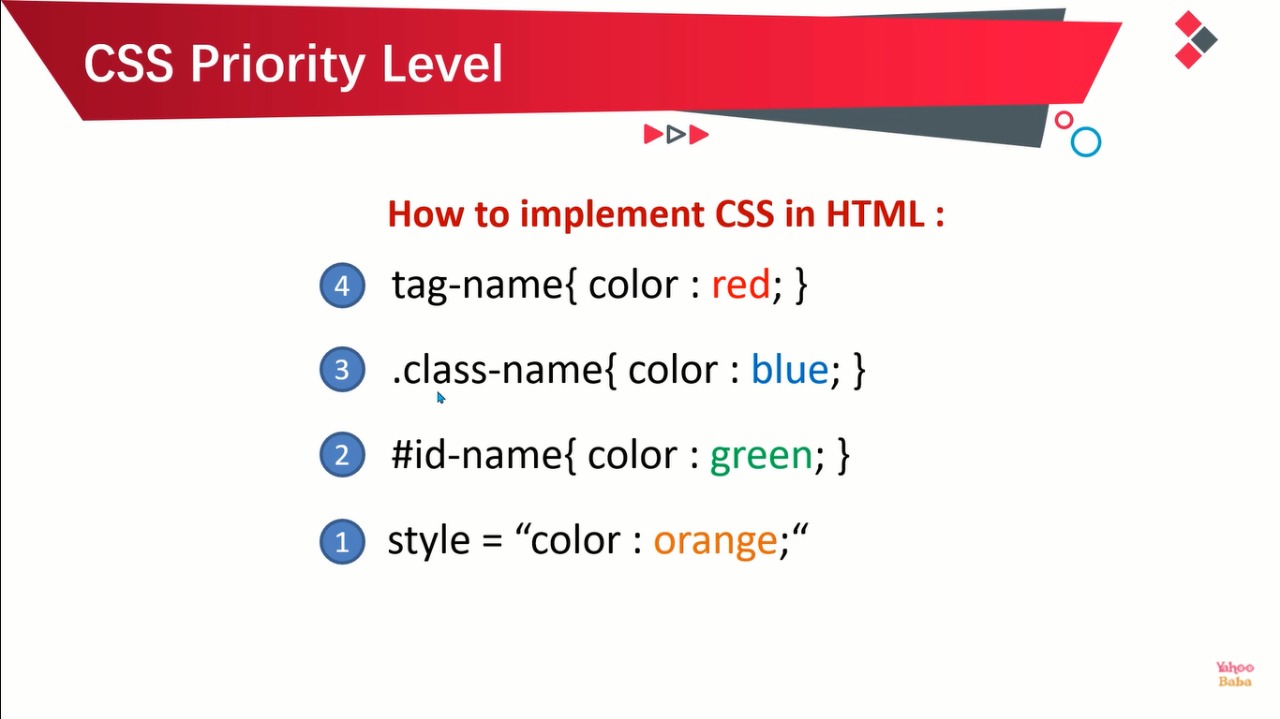 CSS Priority Level
How to implement CSS in HTML :
4 tag-name{ color : red; }
3 .class-name{ color : blue; }
2 #id-name{ color : green; }
1 style = “color : orange;“
Yahoo
Baba